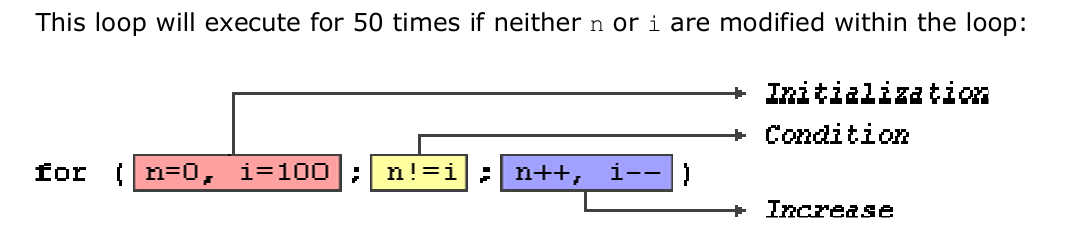 This loop will execute for 50 times if neither n or i are modified within the loop:
Initialization
Condition
for ( n=0, i=100 ; n!=i ; n++, i-- )
Increase